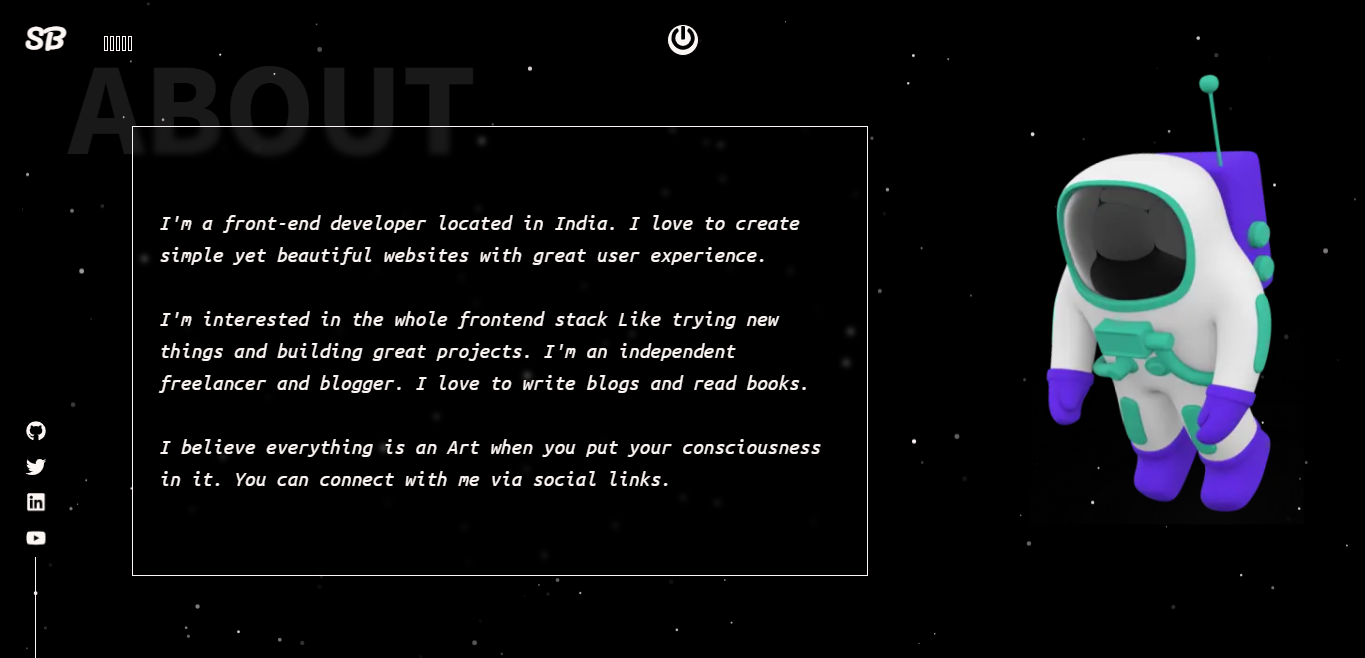 SB
ABOUT
I'm a front-end developer located in India. I love to create
simple yet beautiful websites with great user experience.
I'm interested in the whole frontend stack Like trying new
things and building great projects. I'm an independent
freelancer and blogger. I love to write blogs and read books.
I believe everything is an Art when you put your consciousness
in it. You can connect with me via social links.
in